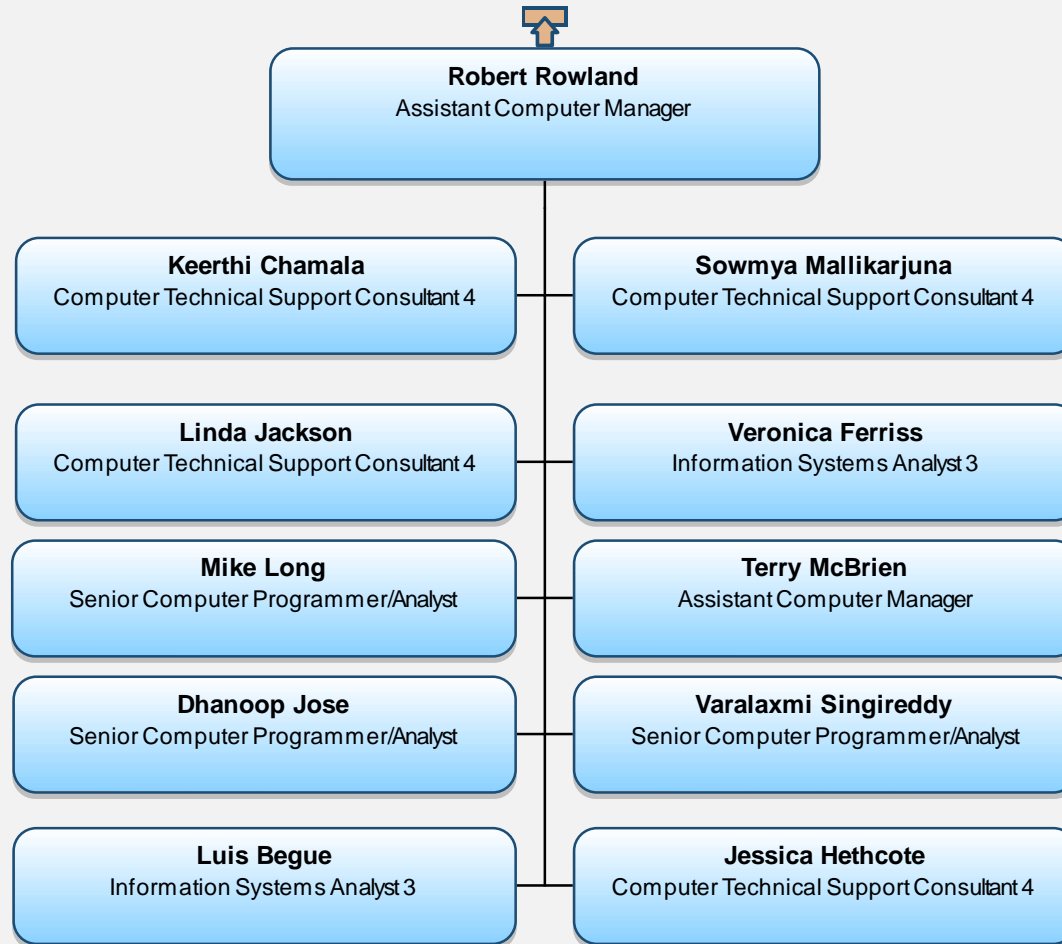 Robert Rowland
Assistant Computer Manager
Keerthi Chamala
Computer Technical Support Consultant 4
Sowmya Mallikarjuna
Computer Technical Support Consultant 4
Linda Jackson
Computer Technical Support Consultant 4
Veronica Ferriss
Information Systems Analyst 3
Mike Long
Senior Computer Programmer/Analyst
Terry McBrien
Assistant Computer Manager
Dhanoop Jose
Senior Computer Programmer/Analyst
Varalaxmi Singireddy
Senior Computer Programmer/Analyst
Luis Begue
Information Systems Analyst 3
Jessica Hethcote
Computer Technical Support Consultant 4